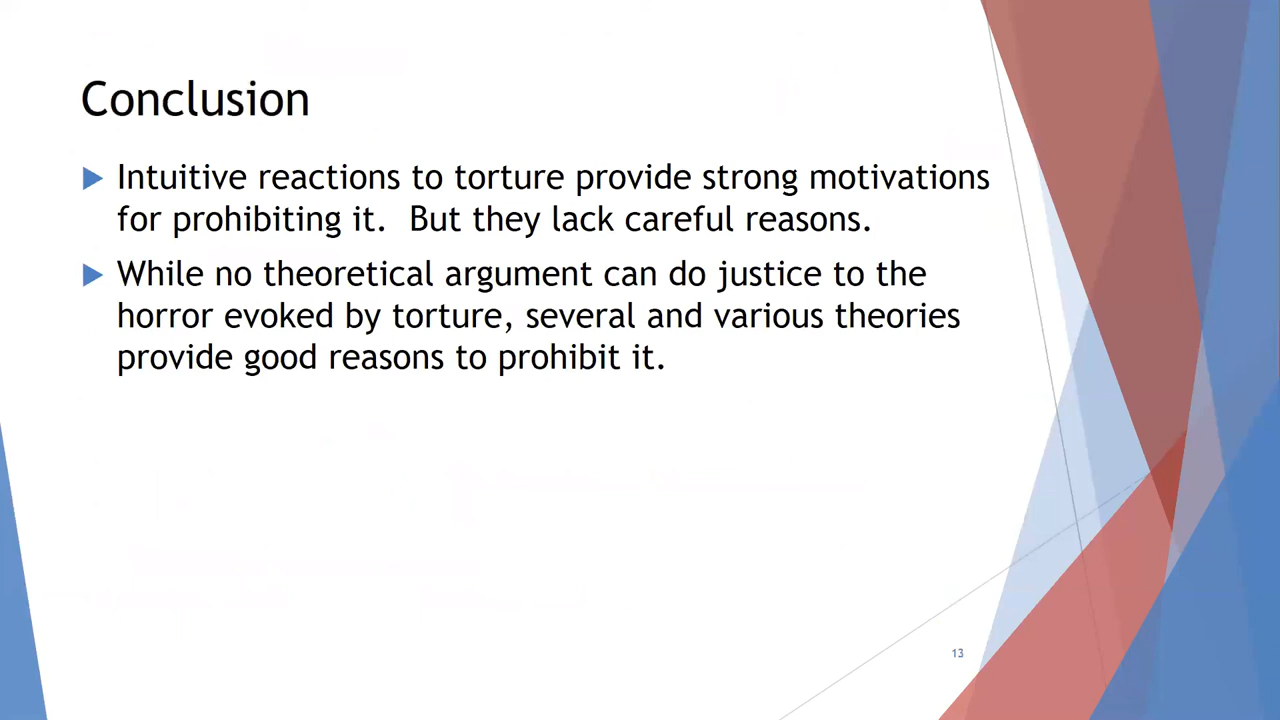 Conclusion
Intuitive reactions to torture provide strong motivations
for prohibiting it.  But they lack careful reasons.
While no theoretical argument can do justice to the
horror evoked by torture, several and various theories
provide good reasons to prohibit it.
13